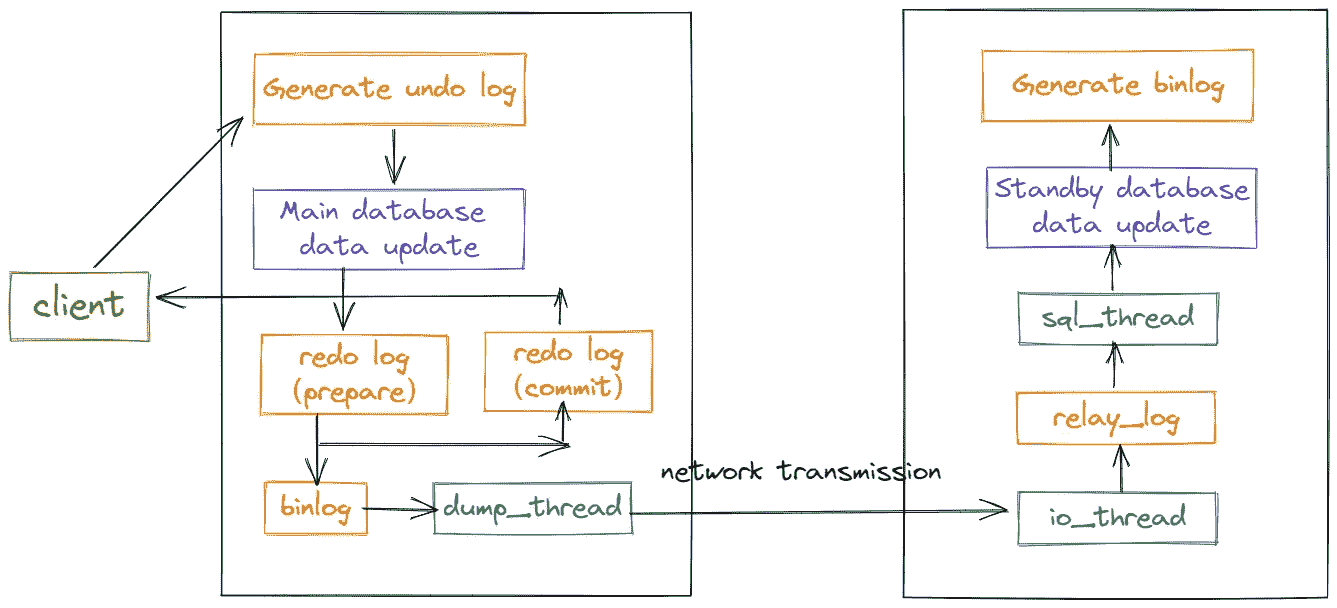 Generate undo log
Main database
data update
client
redo log
(prepare)
redo log
(commit)
binlog
dump_thread
network transmission
Generate binlog
Standby database
data update
sql_thread
relay_log
io_thread